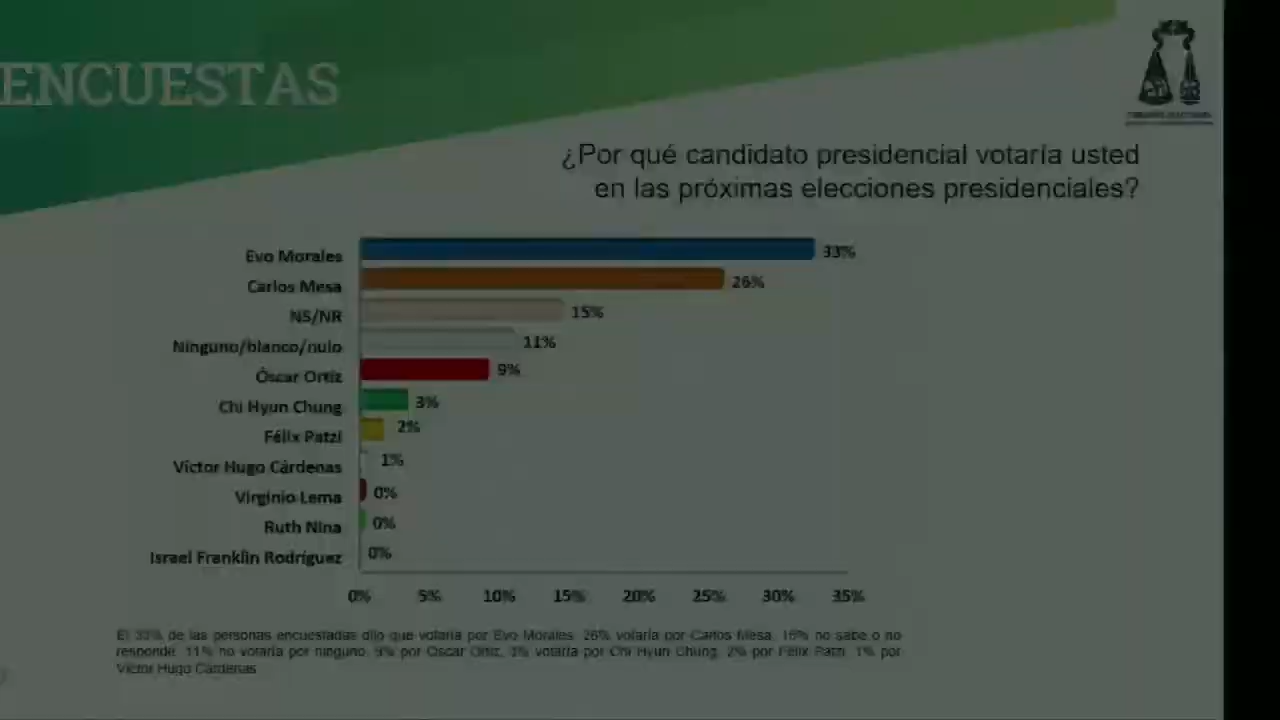 ENCUESTAS
¿Por qué candidato presidencial votaría usted
en las próximas elecciones presidenciales?
Evo Morales 33%
Carlos Mesa 26%
NS/NR 15%
Ninguno/blanco/nulo 11%
Óscar Ortiz 9%
Chi Hyun Chung 3%
Félix Patzi 2%
Víctor Hugo Cárdenas 1%
Virginio Lema 0%
Ruth Nina 0%
Israel Franklin Rodríguez 0%
0% 5% 10% 15% 20% 25% 30% 35%
El 33% de las personas encuestadas dijo que votaría por Evo Morales, 26% votaría por Carlos Mesa, no sabe o no
responde, 11% no votaría por ninguno, 9% por Óscar Ortiz, 3% votaría por Chi Hyun Chung, 2% por Félix Patzi, 1% por
Víctor Hugo Cárdenas